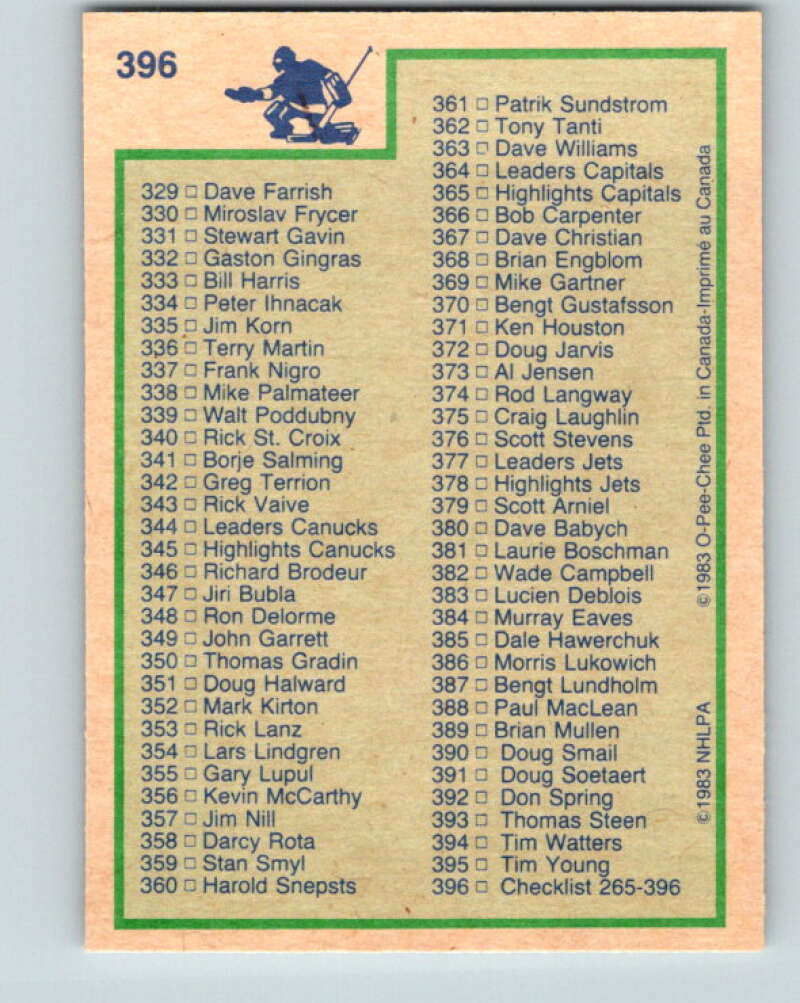 396
329 □ Dave Farrish
330 □ Miroslav Frycer
331 □ Stewart Gavin
332 □ Gaston Gingras
333 □ Bill Harris
334 □ Peter Ihnacak
335 □ Jim Korn
336 □ Terry Martin
337 □ Frank Nigro
338 □ Mike Palmateer
339 □ Walt Poddubny
340 □ Rick St. Croix
341 □ Borje Salming
342 □ Greg Terrion
343 □ Rick Vaive
344 □ Leaders Canucks
345 □ Highlights Canucks
346 □ Richard Brodeur
347 □ Jiri Bubla
348 □ Ron Delorme
349 □ John Garrett
350 □ Thomas Gradin
351 □ Doug Halward
352 □ Mark Kirton
353 □ Rick Lanz
354 □ Lars Lindgren
355 □ Gary Lupul
356 □ Kevin McCarthy
357 □ Jim Nill
358 □ Darcy Rota
359 □ Stan Smyl
360 □ Harold Snepsts
361 □ Patrik Sundstrom
362 □ Tony Tanti
363 □ Dave Williams
364 □ Leaders Capitals
365 □ Highlights Capitals
366 □ Bob Carpenter
367 □ Dave Christian
368 □ Brian Engblom
369 □ Mike Gartner
370 □ Bengt Gustafsson
371 □ Ken Houston
372 □ Doug Jarvis
373 □ Al Jensen
374 □ Rod Langway
375 □ Craig Laughlin
376 □ Scott Stevens
377 □ Leaders Jets
378 □ Highlights Jets
379 □ Scott Arniel
380 □ Dave Babych
381 □ Laurie Boschman
382 □ Wade Campbell
383 □ Lucien Deblois
384 □ Murray Eaves
385 □ Dale Hawerchuk
386 □ Morris Lukowich
387 □ Bengt Lundholm
388 □ Paul MacLean
389 □ Brian Mullen
390 □ Doug Smail
391 □ Doug Soetaert
392 □ Don Spring
393 □ Thomas Steen
394 □ Tim Watters
395 □ Tim Young
396 □ Checklist 265-396
©1983 NHLPA ©1983 O-Pee-Chee Ptd. in Canada-Imprimé au Canada